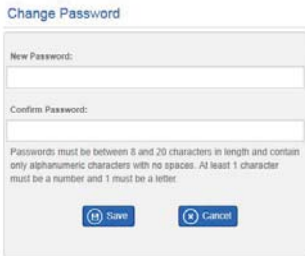 Change Password
New Password:
Confirm Password:
Passwords must be between 8 and 20 characters in length and contain
only alphanumeric characters with no spaces. At least 1 character
must be a number and 1 must be a letter.
Save Cancel